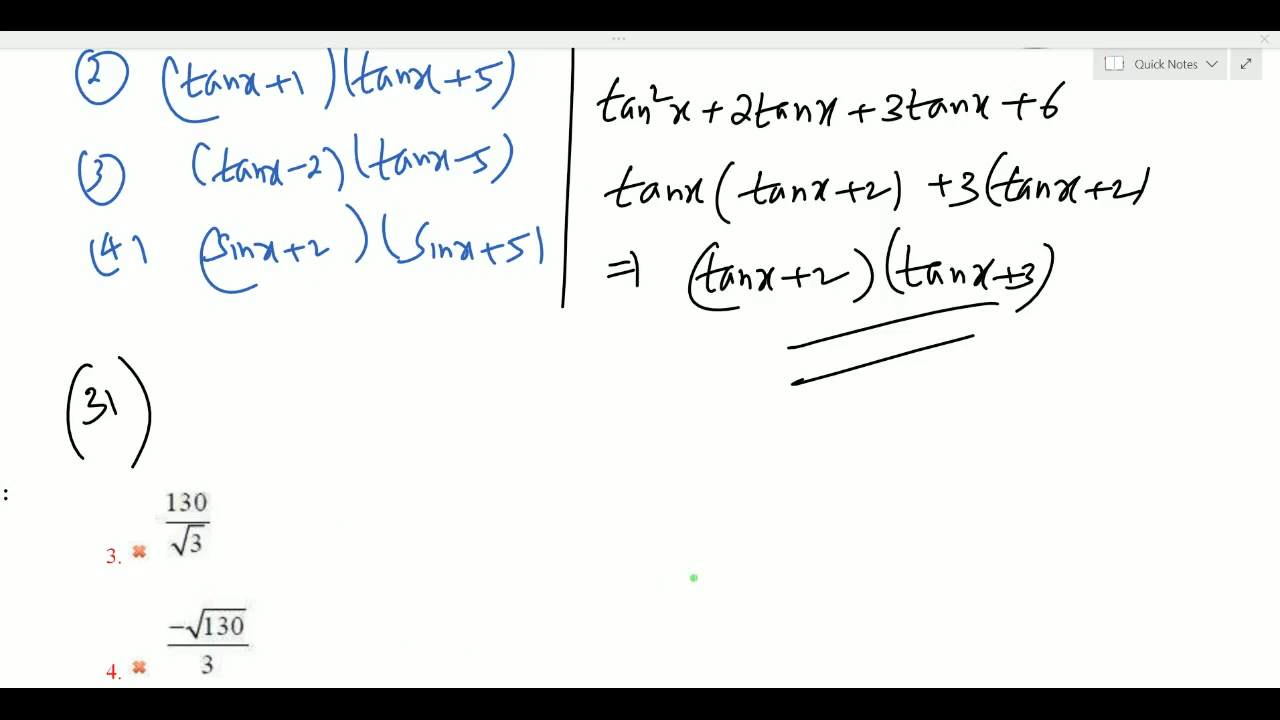 Quick Notes
② (tanx+1)(tanx+5)
③ (tanx-2)(tanx-5)
(4) (sinx+2)(sinx+5)
tan²x + 2tanx + 3tanx + 6
tanx(tanx+2) +3(tanx+2)
⇒ (tanx+2)(tanx+3)
(31)
:
3. ✖ 130/√3
4. ✖ -√130/3